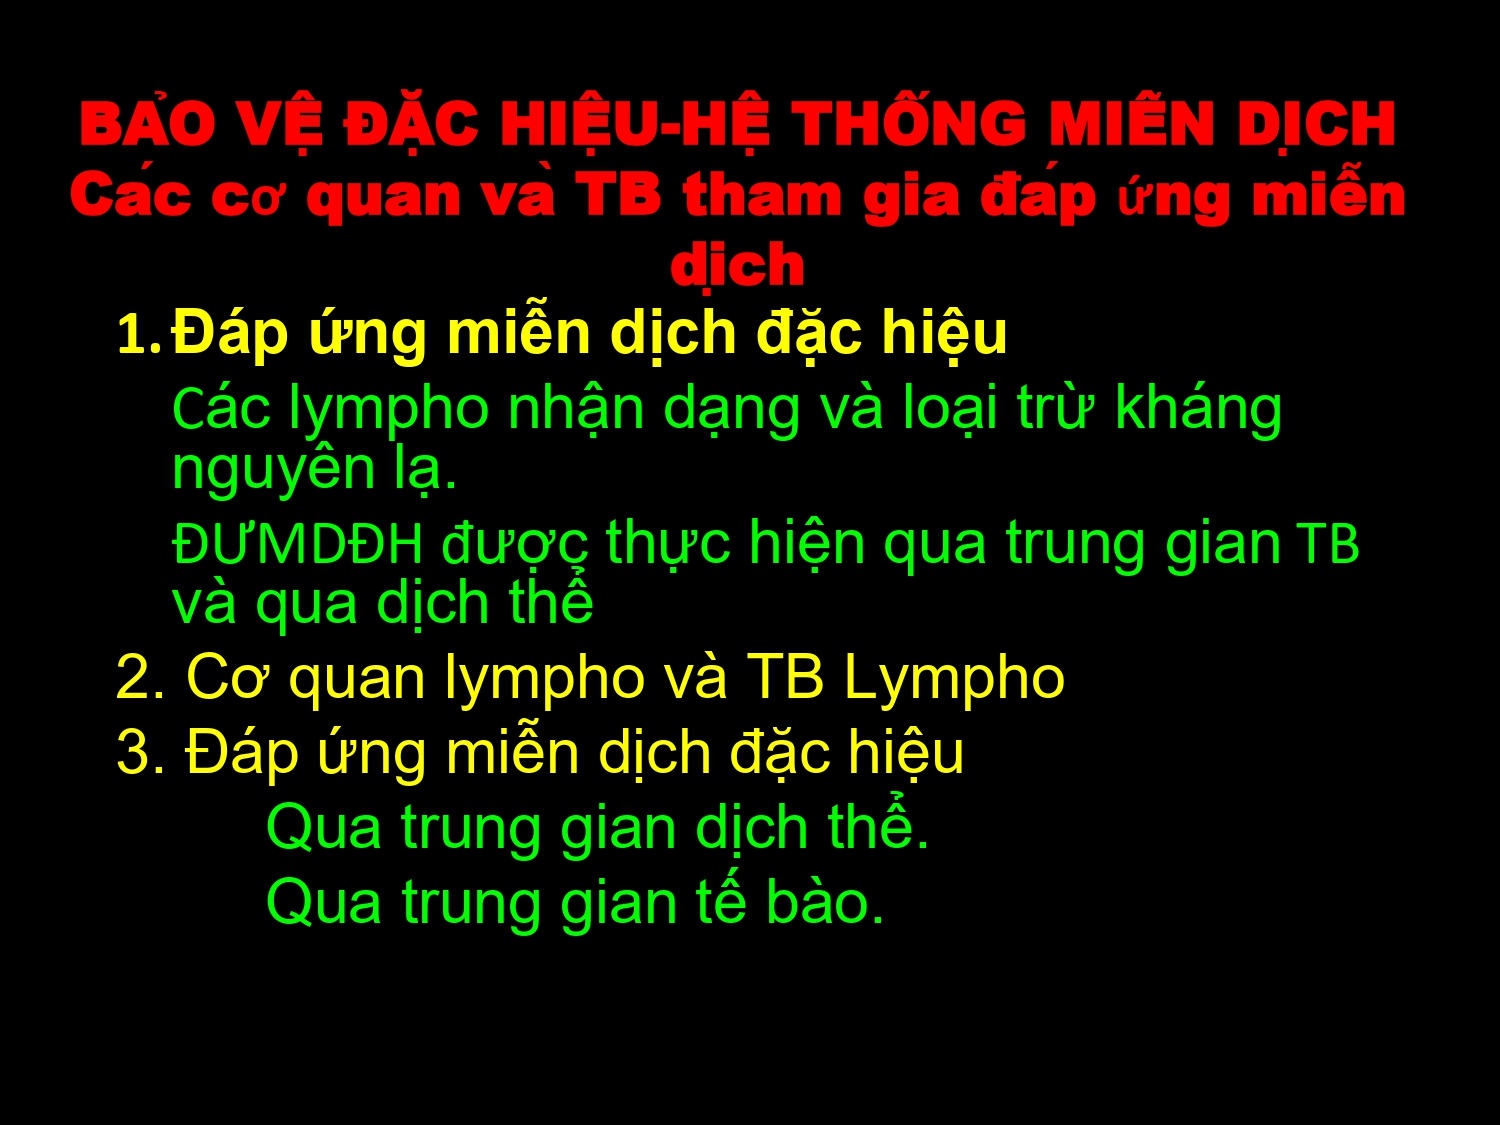 BẢO VỆ ĐẶC HIỆU-HỆ THỐNG MIỄN DỊCH
Các cơ quan và TB tham gia đáp ứng miễn
dịch
1. Đáp ứng miễn dịch đặc hiệu
Các lympho nhận dạng và loại trừ kháng
nguyên lạ.
ĐƯMDĐH được thực hiện qua trung gian TB
và qua dịch thể
2. Cơ quan lympho và TB Lympho
3. Đáp ứng miễn dịch đặc hiệu
Qua trung gian dịch thể.
Qua trung gian tế bào.